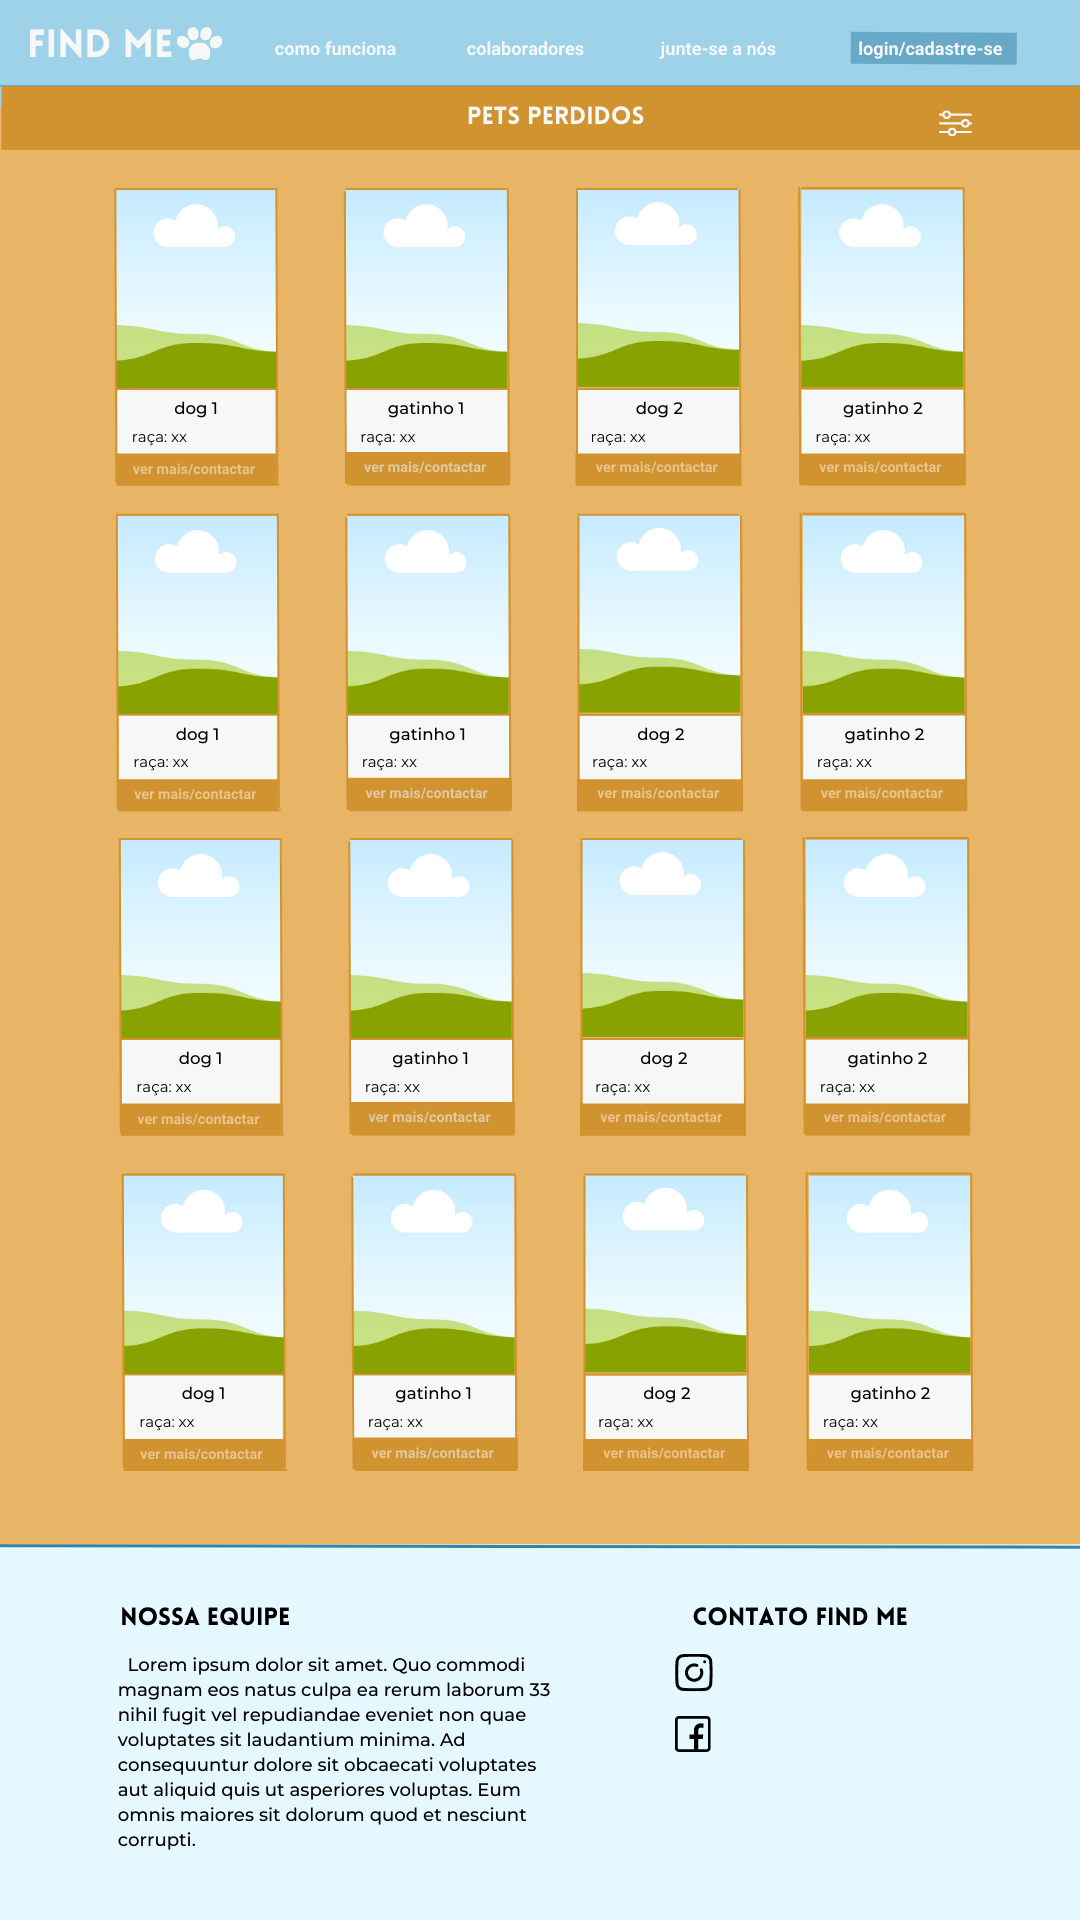 FIND ME
como funciona
colaboradores
junte-se a nós
login/cadastre-se
PETS PERDIDOS
dog 1
raça: xx
ver mais/contactar
gatinho 1
raça: xx
ver mais/contactar
dog 2
raça: xx
ver mais/contactar
gatinho 2
raça: xx
ver mais/contactar
dog 1
raça: xx
ver mais/contactar
gatinho 1
raça: xx
ver mais/contactar
dog 2
raça: xx
ver mais/contactar
gatinho 2
raça: xx
ver mais/contactar
dog 1
raça: xx
ver mais/contactar
gatinho 1
raça: xx
ver mais/contactar
dog 2
raça: xx
ver mais/contactar
gatinho 2
raça: xx
ver mais/contactar
dog 1
raça: xx
ver mais/contactar
gatinho 1
raça: xx
ver mais/contactar
dog 2
raça: xx
ver mais/contactar
gatinho 2
raça: xx
ver mais/contactar
NOSSA EQUIPE
Lorem ipsum dolor sit amet. Quo commodi
magnam eos natus culpa ea rerum laborum 33
nihil fugit vel repudiandae eveniet non quae
voluptates sit laudantium minima. Ad
consequuntur dolore sit obcaecati voluptates
aut aliquid quis ut asperiores voluptas. Eum
omnis maiores sit dolorum quod et nesciunt
corrupti.
CONTATO FIND ME